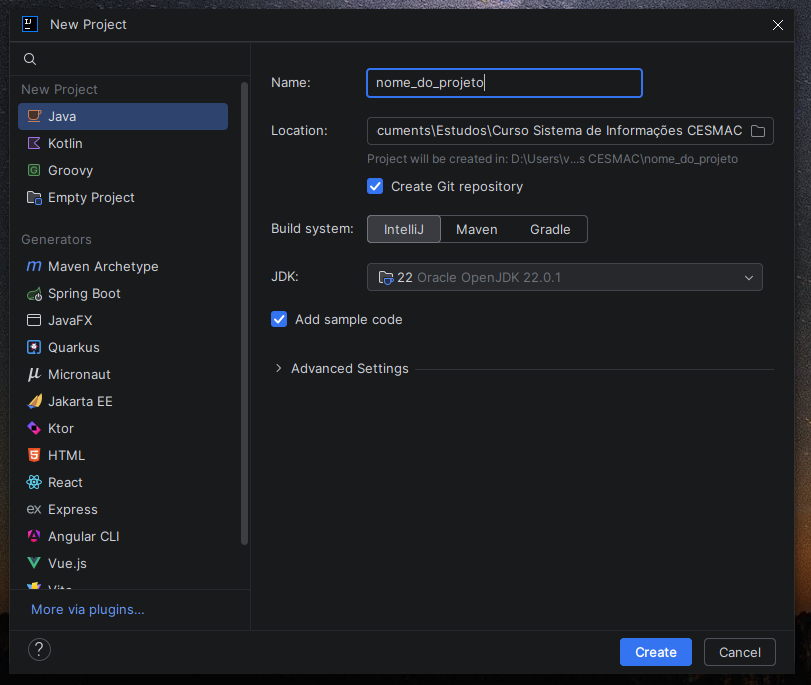 New Project
New Project
Java
Kotlin
Groovy
Empty Project
Generators
Maven Archetype
Spring Boot
JavaFX
Quarkus
Micronaut
Jakarta EE
Ktor
HTML
React
Express
Angular CLI
Vue.js
Vite
More via plugins...
Name: nome_do_projeto
Location: cuments\Estudos\Curso Sistema de Informações CESMAC
Project will be created in: D:\Users\v...s CESMAC\nome_do_projeto
Create Git repository
Build system: IntelliJ Maven Gradle
JDK: 22 Oracle OpenJDK 22.0.1
Add sample code
Advanced Settings
? Create Cancel